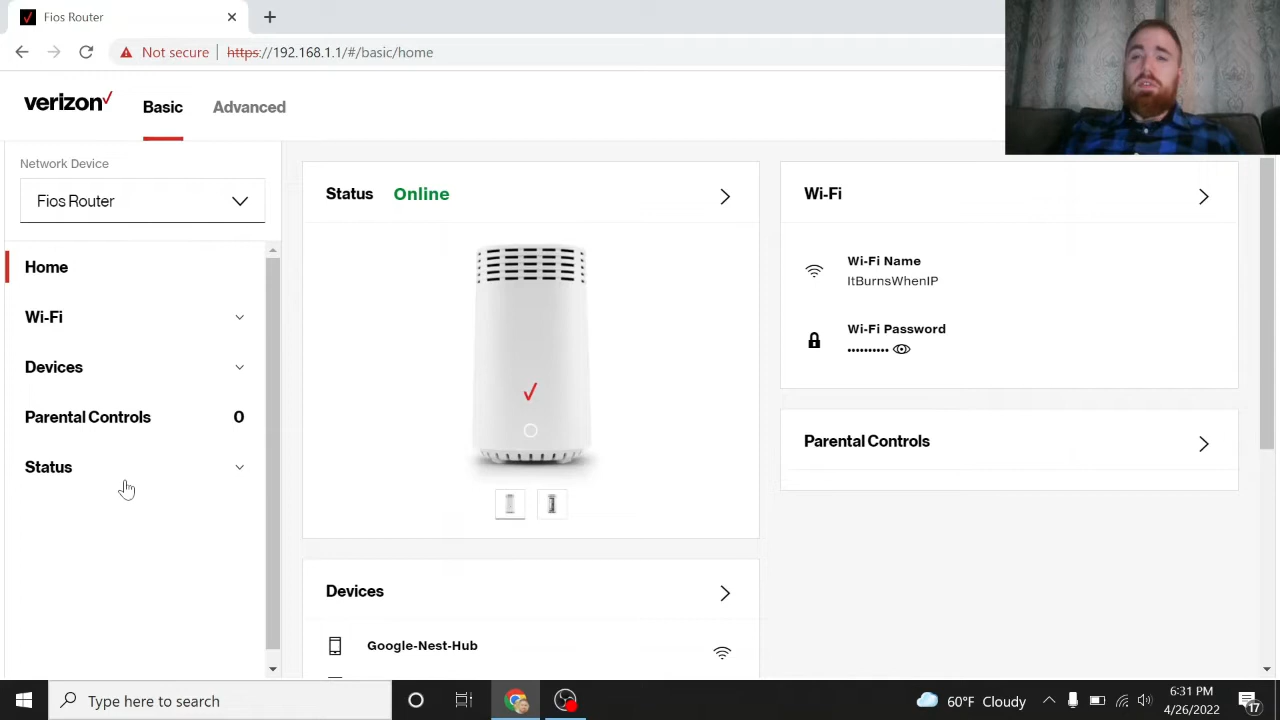 Fios Router
Not secure
https://192.168.1.1/#/basic/home
verizon✓
Basic
Advanced
Network Device
Fios Router
Home
Wi-Fi
Devices
Parental Controls 0
Status
Status Online
Devices
Google-Nest-Hub
Wi-Fi
Wi-Fi Name
ItBurnsWhenIP
Wi-Fi Password
••••••••••
Parental Controls
Type here to search
60°F Cloudy
6:31 PM
4/26/2022
17